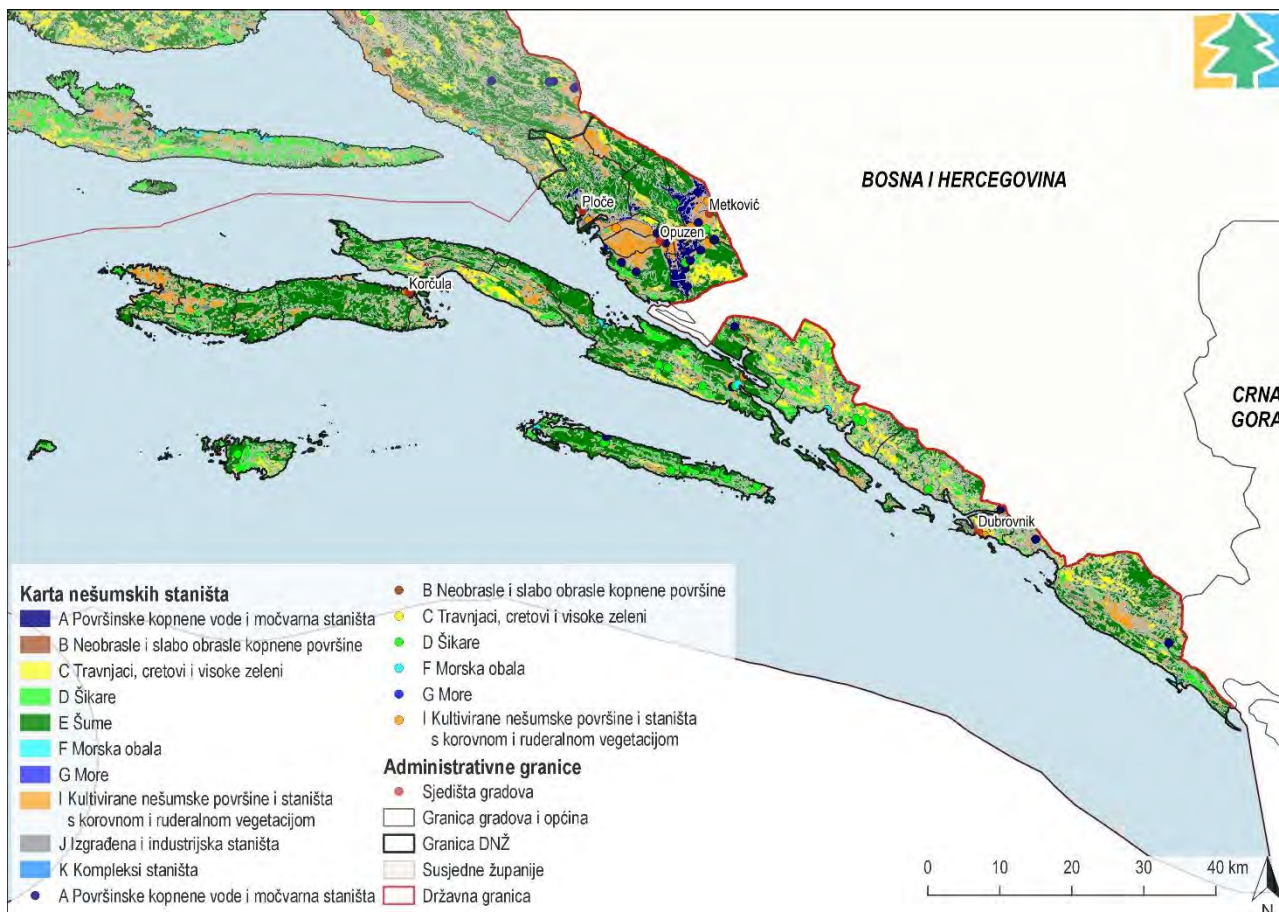 BOSNA I HERCEGOVINA
CRNA
GORA
Ploče
Metković
Opuzen
Korčula
Dubrovnik
Karta nešumskih staništa
A Površinske kopnene vode i močvarna staništa
B Neobrasle i slabo obrasle kopnene površine
C Travnjaci, cretovi i visoke zeleni
D Šikare
E Šume
F Morska obala
G More
I Kultivirane nešumske površine i staništa
s korovnom i ruderalnom vegetacijom
J Izgrađena i industrijska staništa
K Kompleksi staništa
A Površinske kopnene vode i močvarna staništa
B Neobrasle i slabo obrasle kopnene površine
C Travnjaci, cretovi i visoke zeleni
D Šikare
F Morska obala
G More
I Kultivirane nešumske površine i staništa
s korovnom i ruderalnom vegetacijom
Administrativne granice
Sjedišta gradova
Granica gradova i općina
Granica DNŽ
Susjedne županije
Državna granica
0 10 20 30 40 km
N